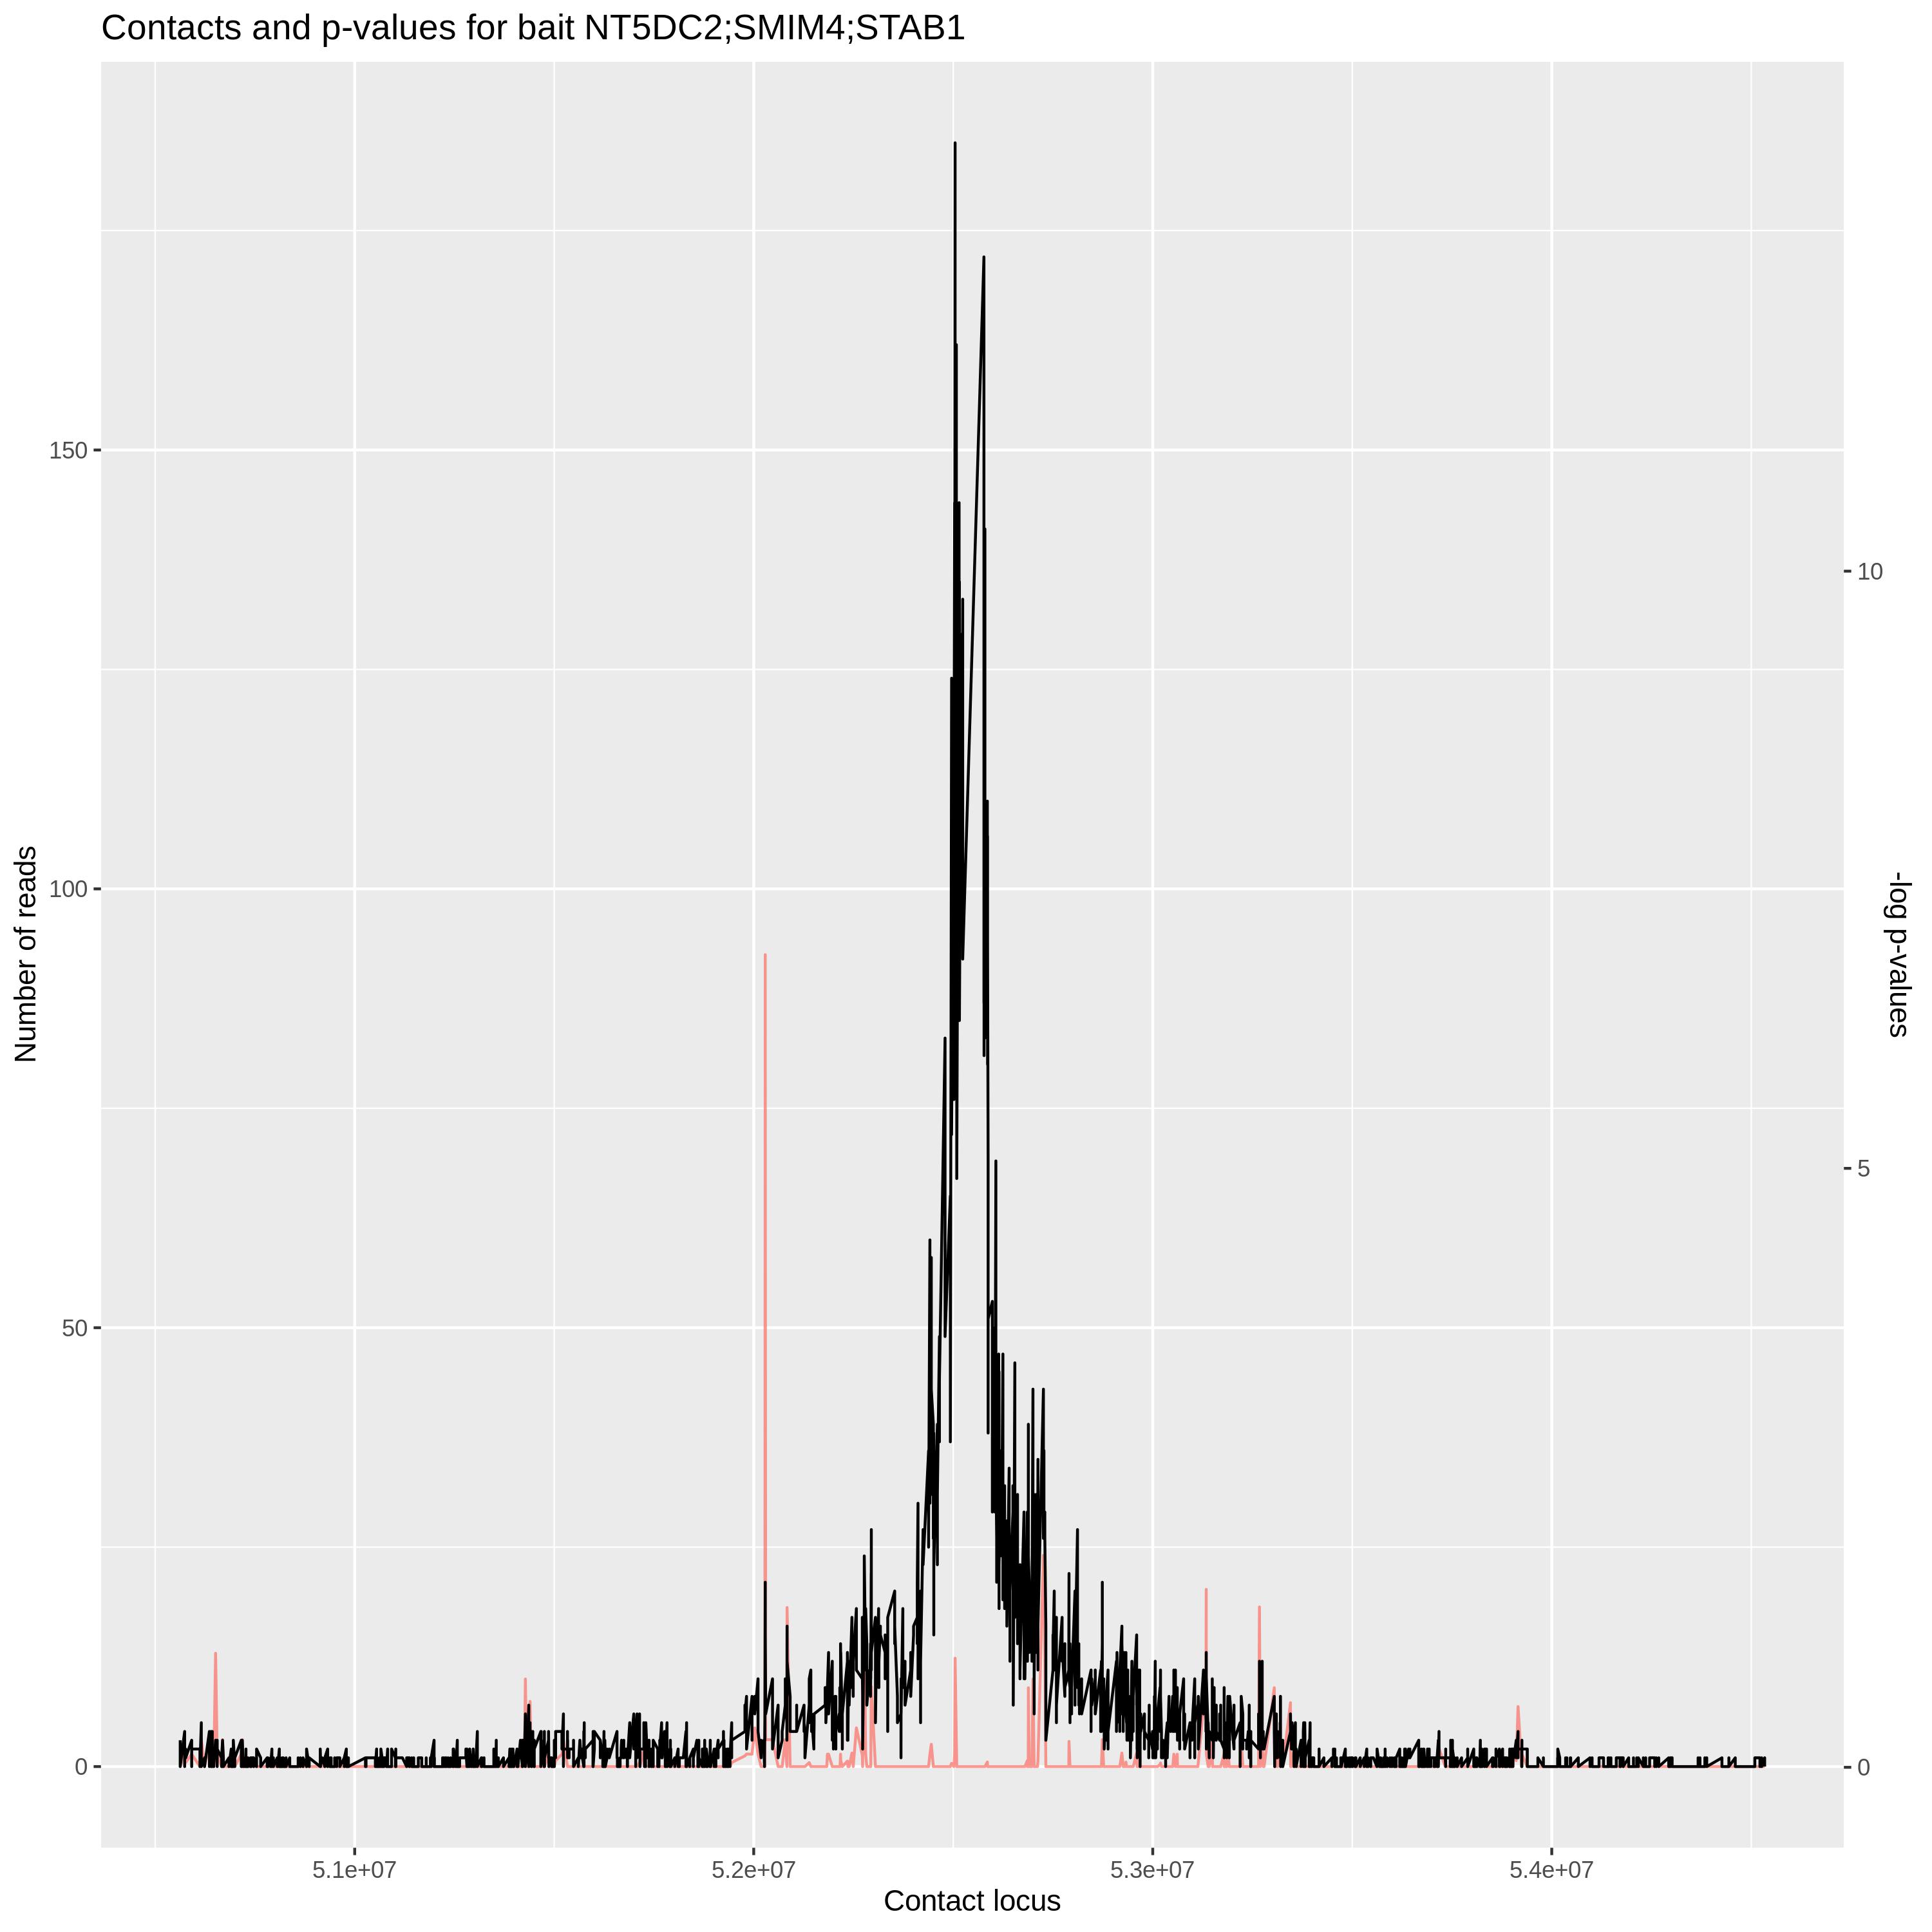 Contacts and p-values for bait NT5DC2;SMIM4;STAB1
Number of reads
150
100
50
0
10
5
0
-log p-values
5.1e+07
5.2e+07
5.3e+07
5.4e+07
Contact locus